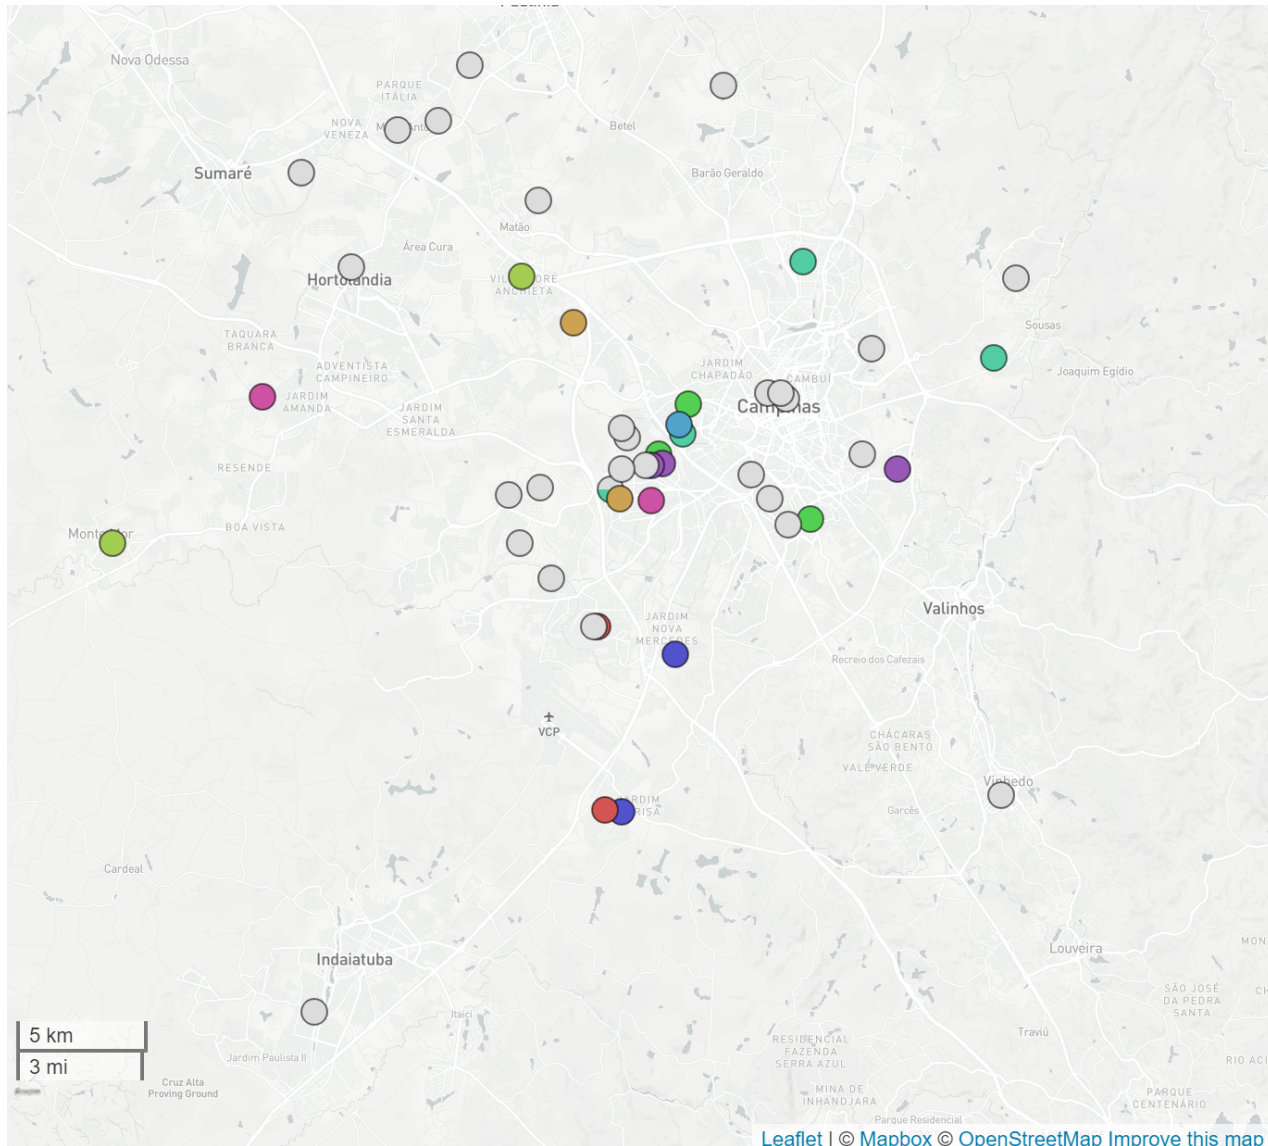 Nova Odessa
PARQUE
ITÁLIA
NOVA
VENEZA
Betel
Sumaré
Barão Geraldo
Matão
Área Cura
Hortolândia
TAQUARA
BRANCA
Sousas
JARDIM
CHAPADÃO
ADVENTISTA
CAMPINEIRO
CAMBUÍ
Joaquim Egídio
JARDIM
AMANDA
JARDIM
SANTA
ESMERALDA
RESENDE
BOA VISTA
Valinhos
JARDIM
NOVA
MERCEDES
Recreio dos Cafezais
VCP
CHÁCARAS
SÃO BENTO
VALE VERDE
Vinhedo
Garcês
Cardeal
Louveira
MON
Indaiatuba
SÃO JOSÉ
DA PEDRA
SANTA
CH
Itaici
Traviú
5 km
3 mi
Jardim Paulista II
RESIDENCIAL
FAZENDA
SERRA AZUL
RIO ACI
Cruz Alta
Proving Ground
MINA DE
INHANDJARA
PARQUE
CENTENÁRIO
Parque Residencial
Leaflet | © Mapbox © OpenStreetMap Improve this map